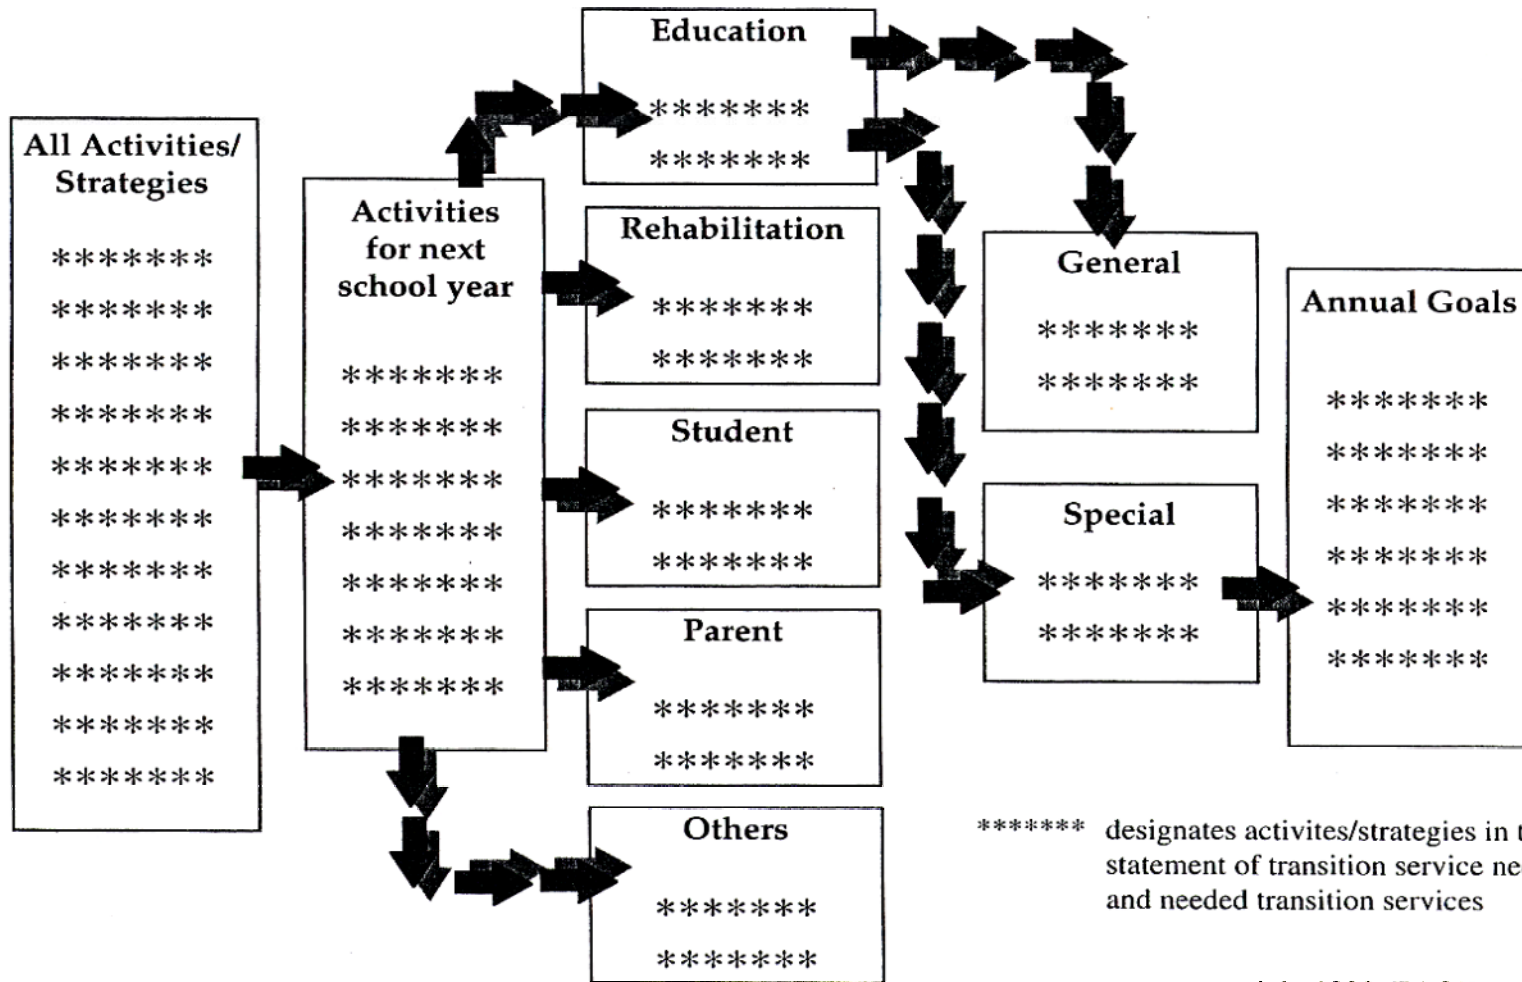 All Activities/
Strategies
*******
*******
*******
*******
*******
*******
*******
*******
*******
*******
*******
Activities
for next
school year
*******
*******
*******
*******
*******
*******
*******
Education
*******
*******
Rehabilitation
*******
*******
Student
*******
*******
Parent
*******
*******
Others
*******
*******
General
*******
*******
Special
*******
*******
Annual Goals
*******
*******
*******
*******
*******
*******
******* designates activites/strategies in
statement of transition service
and needed transition services